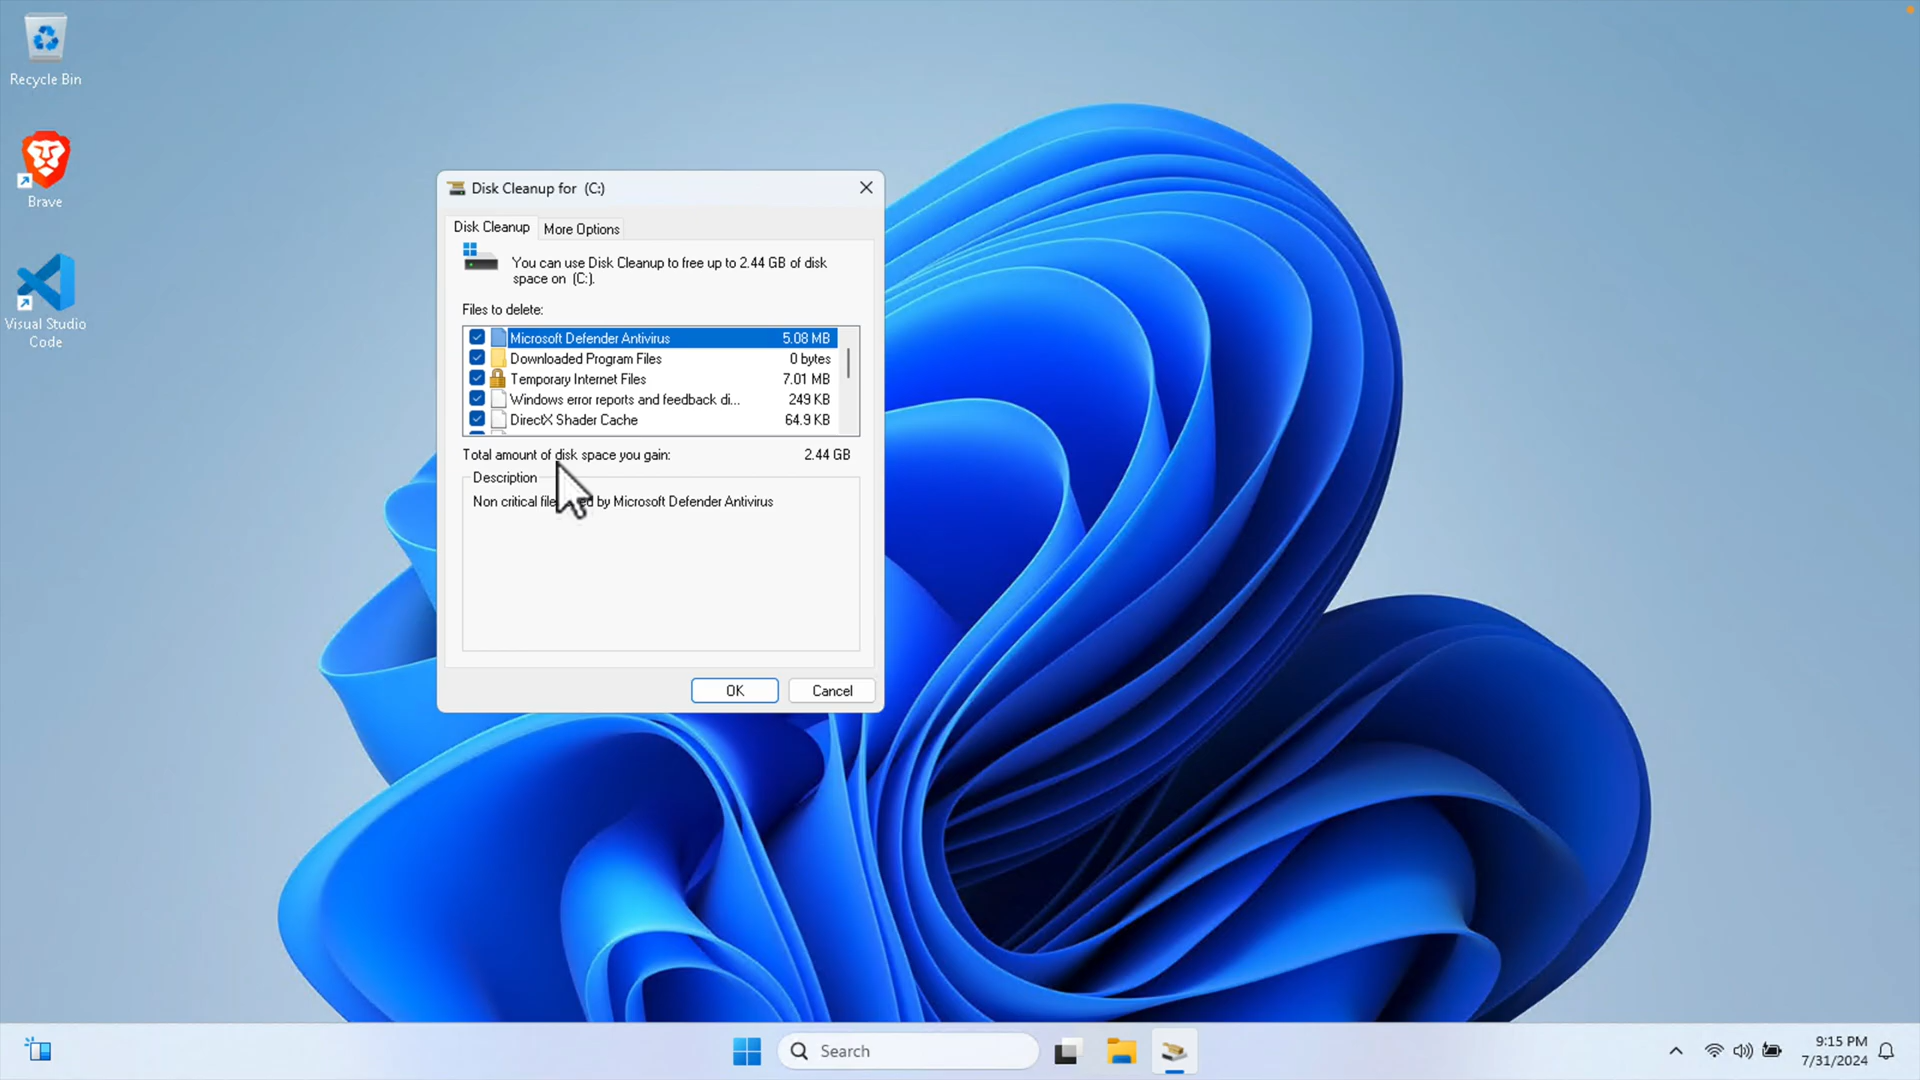 Recycle Bin
Brave
Visual Studio
Code
Disk Cleanup for (C:)
Disk Cleanup
More Options
You can use Disk Cleanup to free up to 2.44 GB of disk
space on (C:).
Files to delete:
Microsoft Defender Antivirus 5.08 MB
Downloaded Program Files 0 bytes
Temporary Internet Files 7.01 MB
Windows error reports and feedback di... 249 KB
DirectX Shader Cache 64.9 KB
Total amount of disk space you gain: 2.44 GB
Description
Non critical by Microsoft Defender Antivirus
OK
Cancel
Search
9:15 PM
7/31/2024